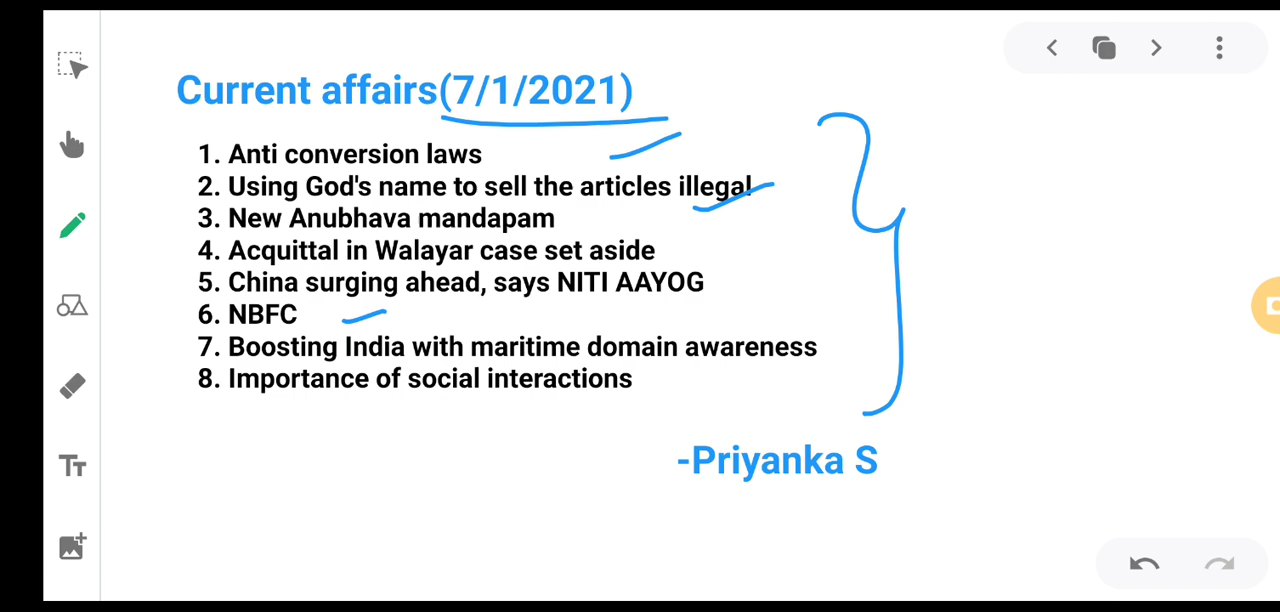 Current affairs(7/1/2021)
1. Anti conversion laws
2. Using God's name to sell the articles illegal
3. New Anubhava mandapam
4. Acquittal in Walayar case set aside
5. China surging ahead, says NITI AAYOG
6. NBFC
7. Boosting India with maritime domain awareness
8. Importance of social interactions
-Priyanka S
TT